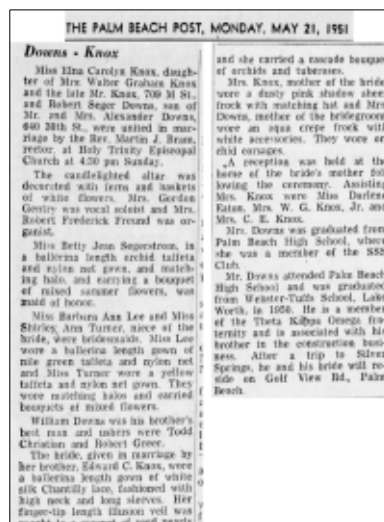 THE PALM BEACH POST, MONDAY, MAY 21, 1951
Downs - Knox
Miss Elna Carolyn Knox, daugh-
ter of Mrs. Walter Graham Knox
and the late Mr. Knox, 709 M St.,
and Robert Seger Downs, son of
Mr. and Mrs. Alexander Downs,
640 38th St., were united in mar-
riage by the Rev. Martin J. Bram,
rector, at Holy Trinity Episcopal
Church at 4:30 pm Sunday.
The candlelighted altar was
decorated with ferns and baskets
of white flowers. Mrs. Gordon
Gentry was vocal soloist and Mrs.
Robert Frederick Freund was or-
ganist.
Miss Betty Jean Segerstrom, in
a ballerina length orchid taffeta
and nylon net gown, and match-
ing halo, and carrying a bouquet
of mixed summer flowers, was
maid of honor.
Miss Barbara Ann Lee and Miss
Shirley Ann Turner, niece of the
bride, were bridesmaids. Miss Lee
wore a ballerina length gown of
nile green taffeta and nylon net
and Miss Turner wore a yellow
taffeta and nylon net gown. They
wore matching halos and carried
bouquets of mixed flowers.
William Downs was his brother's
best man and ushers were Todd
Christian and Robert Greer.
The bride, given in marriage by
her brother, Edward C. Knox, wore
a ballerina length gown of white
silk Chantilly lace, fashioned with
high neck and long sleeves. Her
finger-tip length illusion veil was
and she carried a cascade bouquet
of orchids and tuberoses.
Mrs. Knox, mother of the bride
wore a dusty pink shadow sheer
frock with matching hat and Mrs.
Downs, mother of the bridegroom
wore an aqua crepe frock with
white accessories. They wore or-
chid corsages.
A reception was held at the
home of the bride's mother fol-
lowing the ceremony. Assisting
Mrs. Knox were Miss Darlene
Eaton, Mrs. W. G. Knox, Jr. and
Mrs. C. E. Knox.
Mrs. Downs was graduated from
Palm Beach High School, where
she was a member of the SSS
Club.
Mr. Downs attended Palm Beach
High School and was graduated
from Webster-Tufts School, Lake
Worth, in 1950. He is a member
of the Theta Kappa Omega fra-
ternity and is associated with his
brother in the construction busi-
ness. After a trip to Silver
Springs, he and his bride will re-
side on Golf View Rd., Palm
Beach.